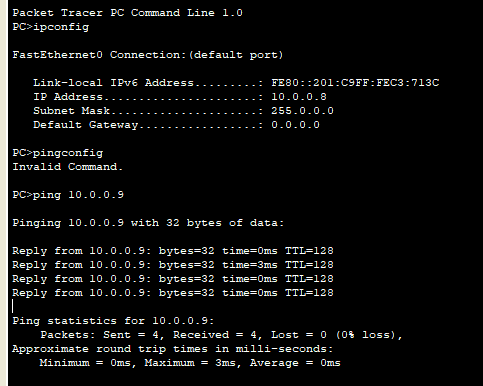 Packet Tracer PC Command Line 1.0
PC>ipconfig
FastEthernet0 Connection:(default port)
Link-local IPv6 Address.........: FE80::201:C9FF:FEC3:713C
IP Address......................: 10.0.0.8
Subnet Mask.....................: 255.0.0.0
Default Gateway.................: 0.0.0.0
PC>pingconfig
Invalid Command.
PC>ping 10.0.0.9
Pinging 10.0.0.9 with 32 bytes of data:
Reply from 10.0.0.9: bytes=32 time=0ms TTL=128
Reply from 10.0.0.9: bytes=32 time=3ms TTL=128
Reply from 10.0.0.9: bytes=32 time=0ms TTL=128
Reply from 10.0.0.9: bytes=32 time=0ms TTL=128
Ping statistics for 10.0.0.9:
Packets: Sent = 4, Received = 4, Lost = 0 (0% loss),
Approximate round trip times in milli-seconds:
Minimum = 0ms, Maximum = 3ms, Average = 0ms